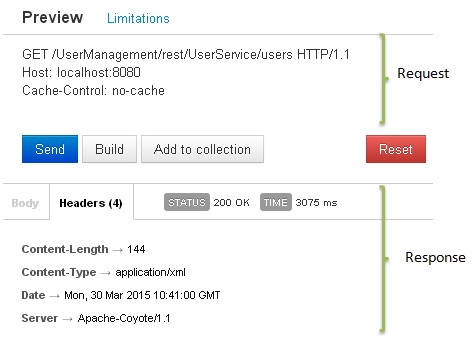 Preview Limitations
GET /UserManagement/rest/UserService/users HTTP/1.1
Host: localhost:8080
Cache-Control: no-cache
Request
Send Build Add to collection Reset
Body Headers (4) STATUS 200 OK TIME 3075 ms
Content-Length → 144
Content-Type → application/xml
Date → Mon, 30 Mar 2015 10:41:00 GMT
Server → Apache-Coyote/1.1
Response